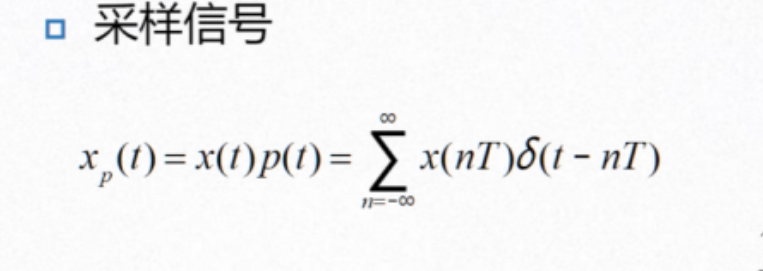 采样信号
x_p(t) = x(t)p(t) = ∑_{n=-∞}^{∞} x(nT)δ(t - nT)